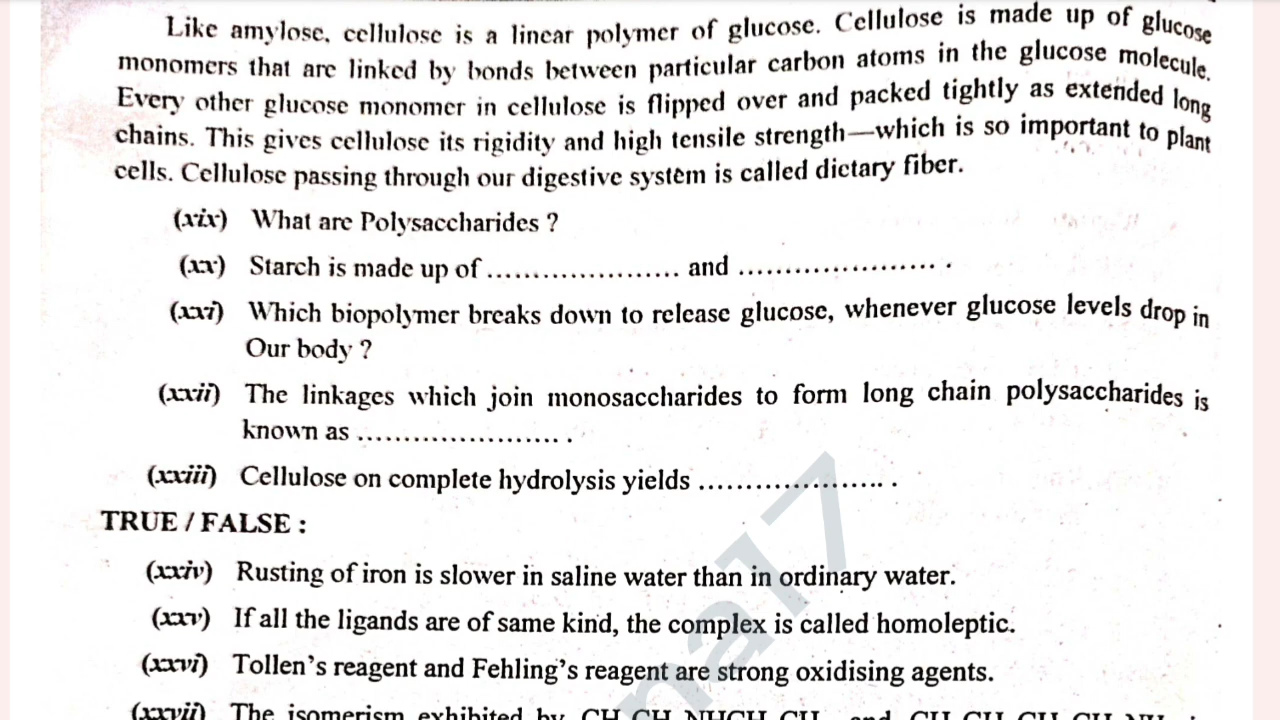 Like amylose, cellulose is a linear polymer of glucose. Cellulose is made up of glucose
monomers that are linked by bonds between particular carbon atoms in the glucose molecule.
Every other glucose monomer in cellulose is flipped over and packed tightly as extended long
chains. This gives cellulose its rigidity and high tensile strength—which is so important to plant
cells. Cellulose passing through our digestive system is called dietary fiber.
(xix) What are Polysaccharides ?
(xx) Starch is made up of .................... and ...................... .
(xxi) Which biopolymer breaks down to release glucose, whenever glucose levels drop in
Our body ?
(xxii) The linkages which join monosaccharides to form long chain polysaccharides is
known as ...................... .
(xxiii) Cellulose on complete hydrolysis yields .................... .
TRUE / FALSE :
(xxiv) Rusting of iron is slower in saline water than in ordinary water.
(xxv) If all the ligands are of same kind, the complex is called homoleptic.
(xxvi) Tollen's reagent and Fehling's reagent are strong oxidising agents.
(xxvii) The isomerism exhibited by
na17